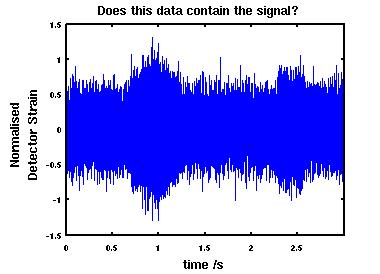 Does this data contain the signal?
1.5
1
0.5
0
-0.5
-1
-1.5
Normalised
Detector Strain
0 0.5 1 1.5 2 2.5
time /s